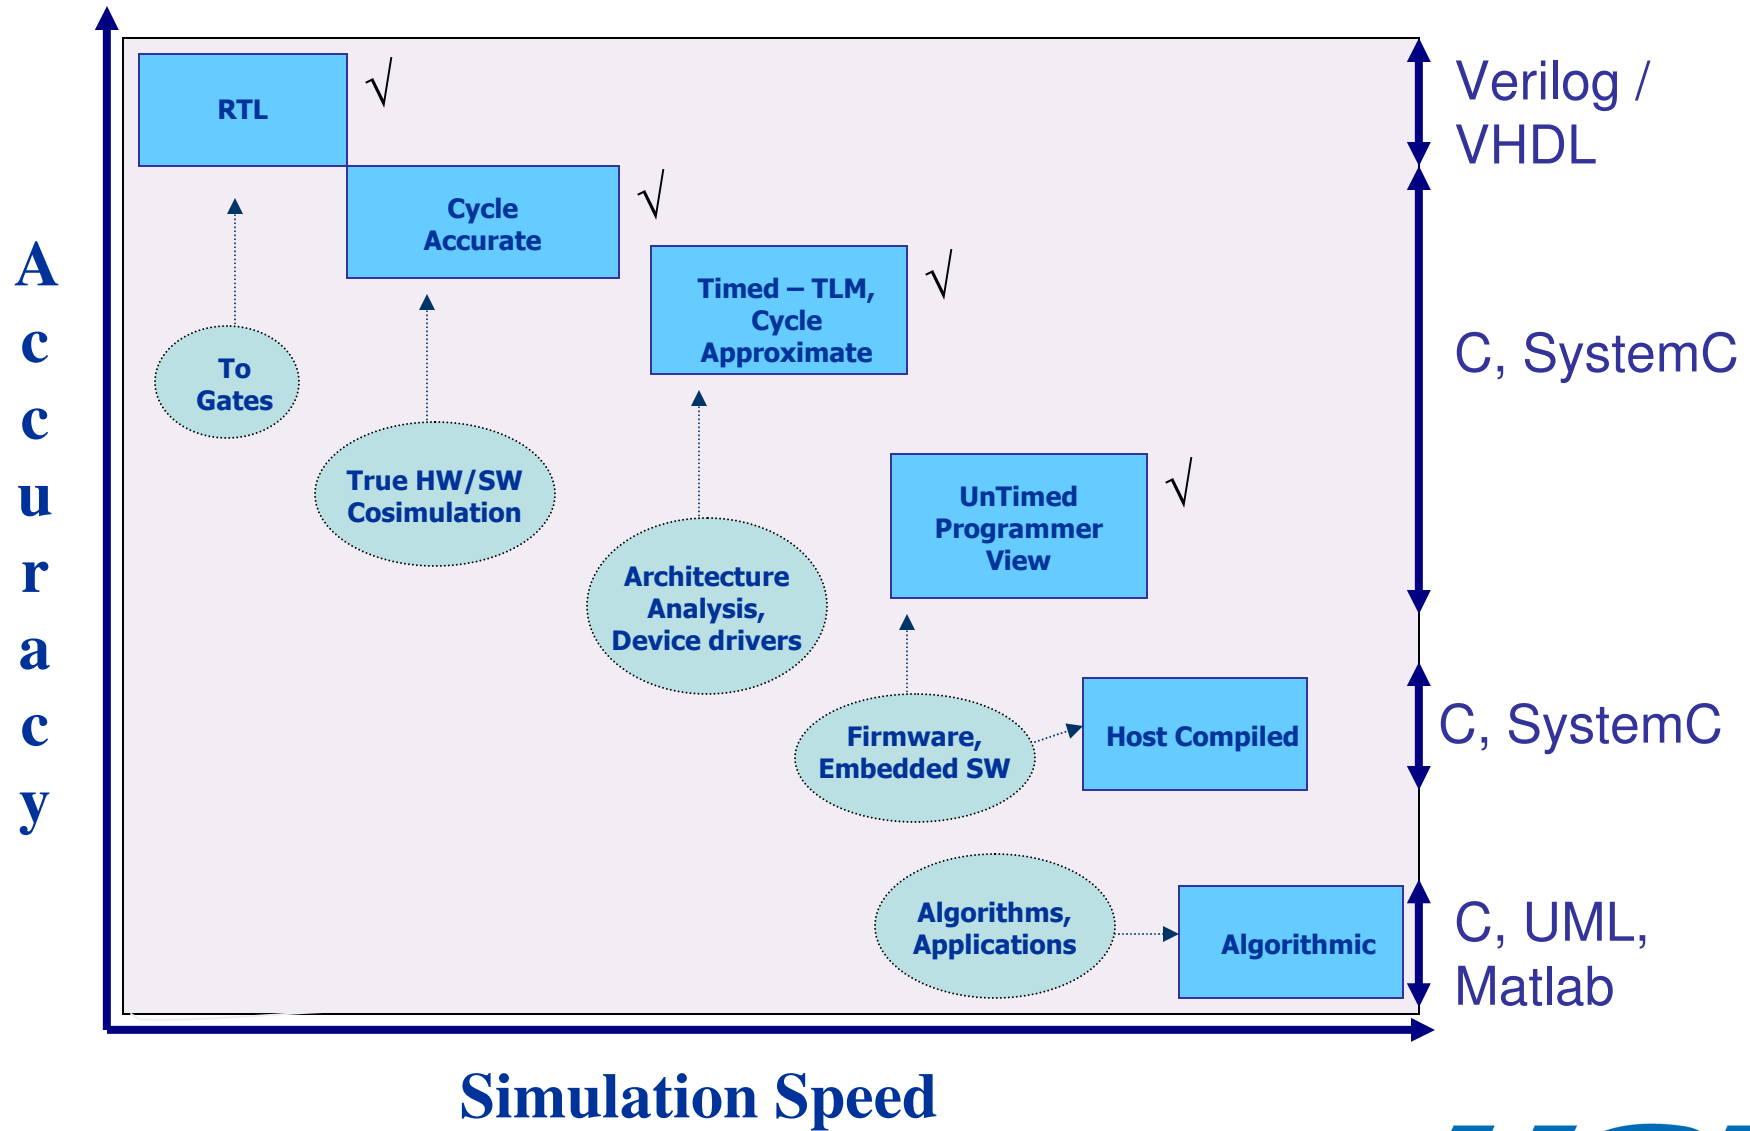 RTL
√
Verilog /
VHDL
Cycle
Accurate
√
Timed – TLM,
Cycle
Approximate
√
C, SystemC
To
Gates
True HW/SW
Cosimulation
UnTimed
Programmer
View
√
Architecture
Analysis,
Device drivers
Firmware,
Embedded SW
Host Compiled
C, SystemC
Algorithms,
Applications
Algorithmic
C, UML,
Matlab
Accuracy
Simulation Speed